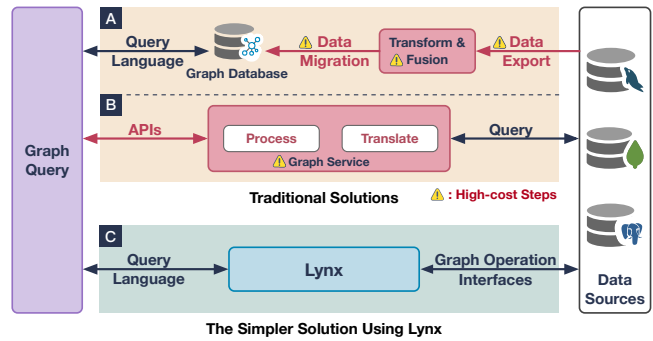 A
Query
Language
Graph Database
Data
Migration
Transform &
Fusion
Data
Export
B
APIs
Process
Translate
Graph Service
Query
Graph
Query
Traditional Solutions
: High-cost Steps
C
Query
Language
Lynx
Graph Operation
Interfaces
Data
Sources
The Simpler Solution Using Lynx